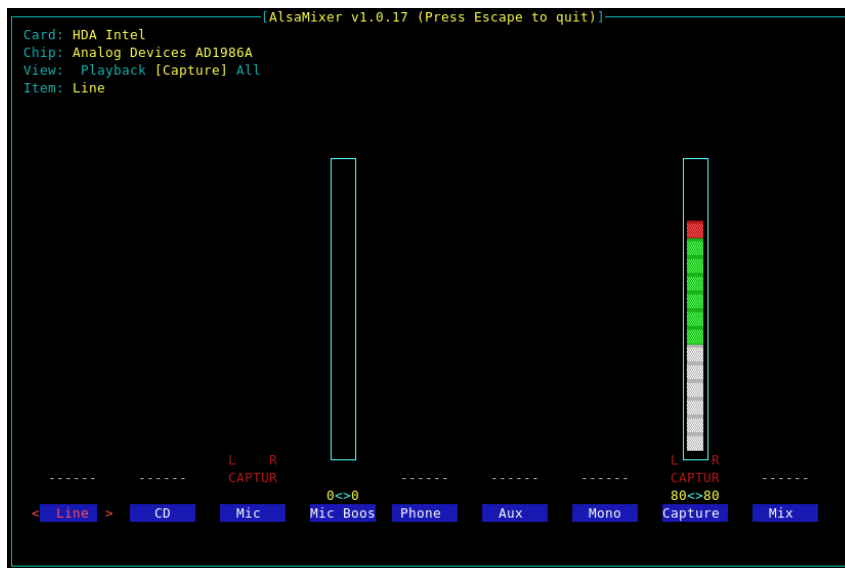 [AlsaMixer v1.0.17 (Press Escape to quit)]
Card: HDA Intel
Chip: Analog Devices AD1986A
View: Playback [Capture] All
Item: Line
L R L R
------ ------ CAPTUR ------ ------ ------ CAPTUR ------
0<>0 80<>80
< Line > CD Mic Mic Boos Phone Aux Mono Capture Mix